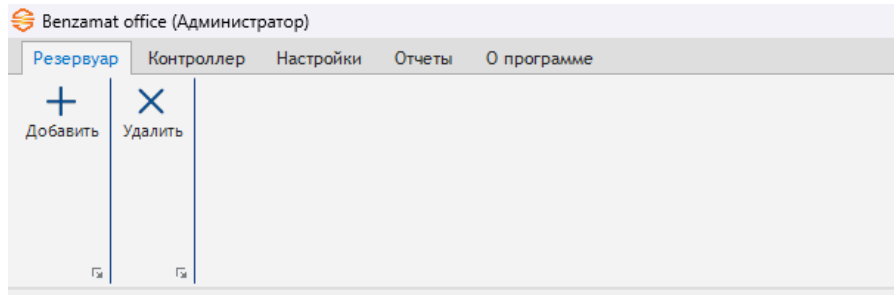 Benzamat office (Администратор)
Резервуар Контроллер Настройки Отчеты О программе
Добавить Удалить